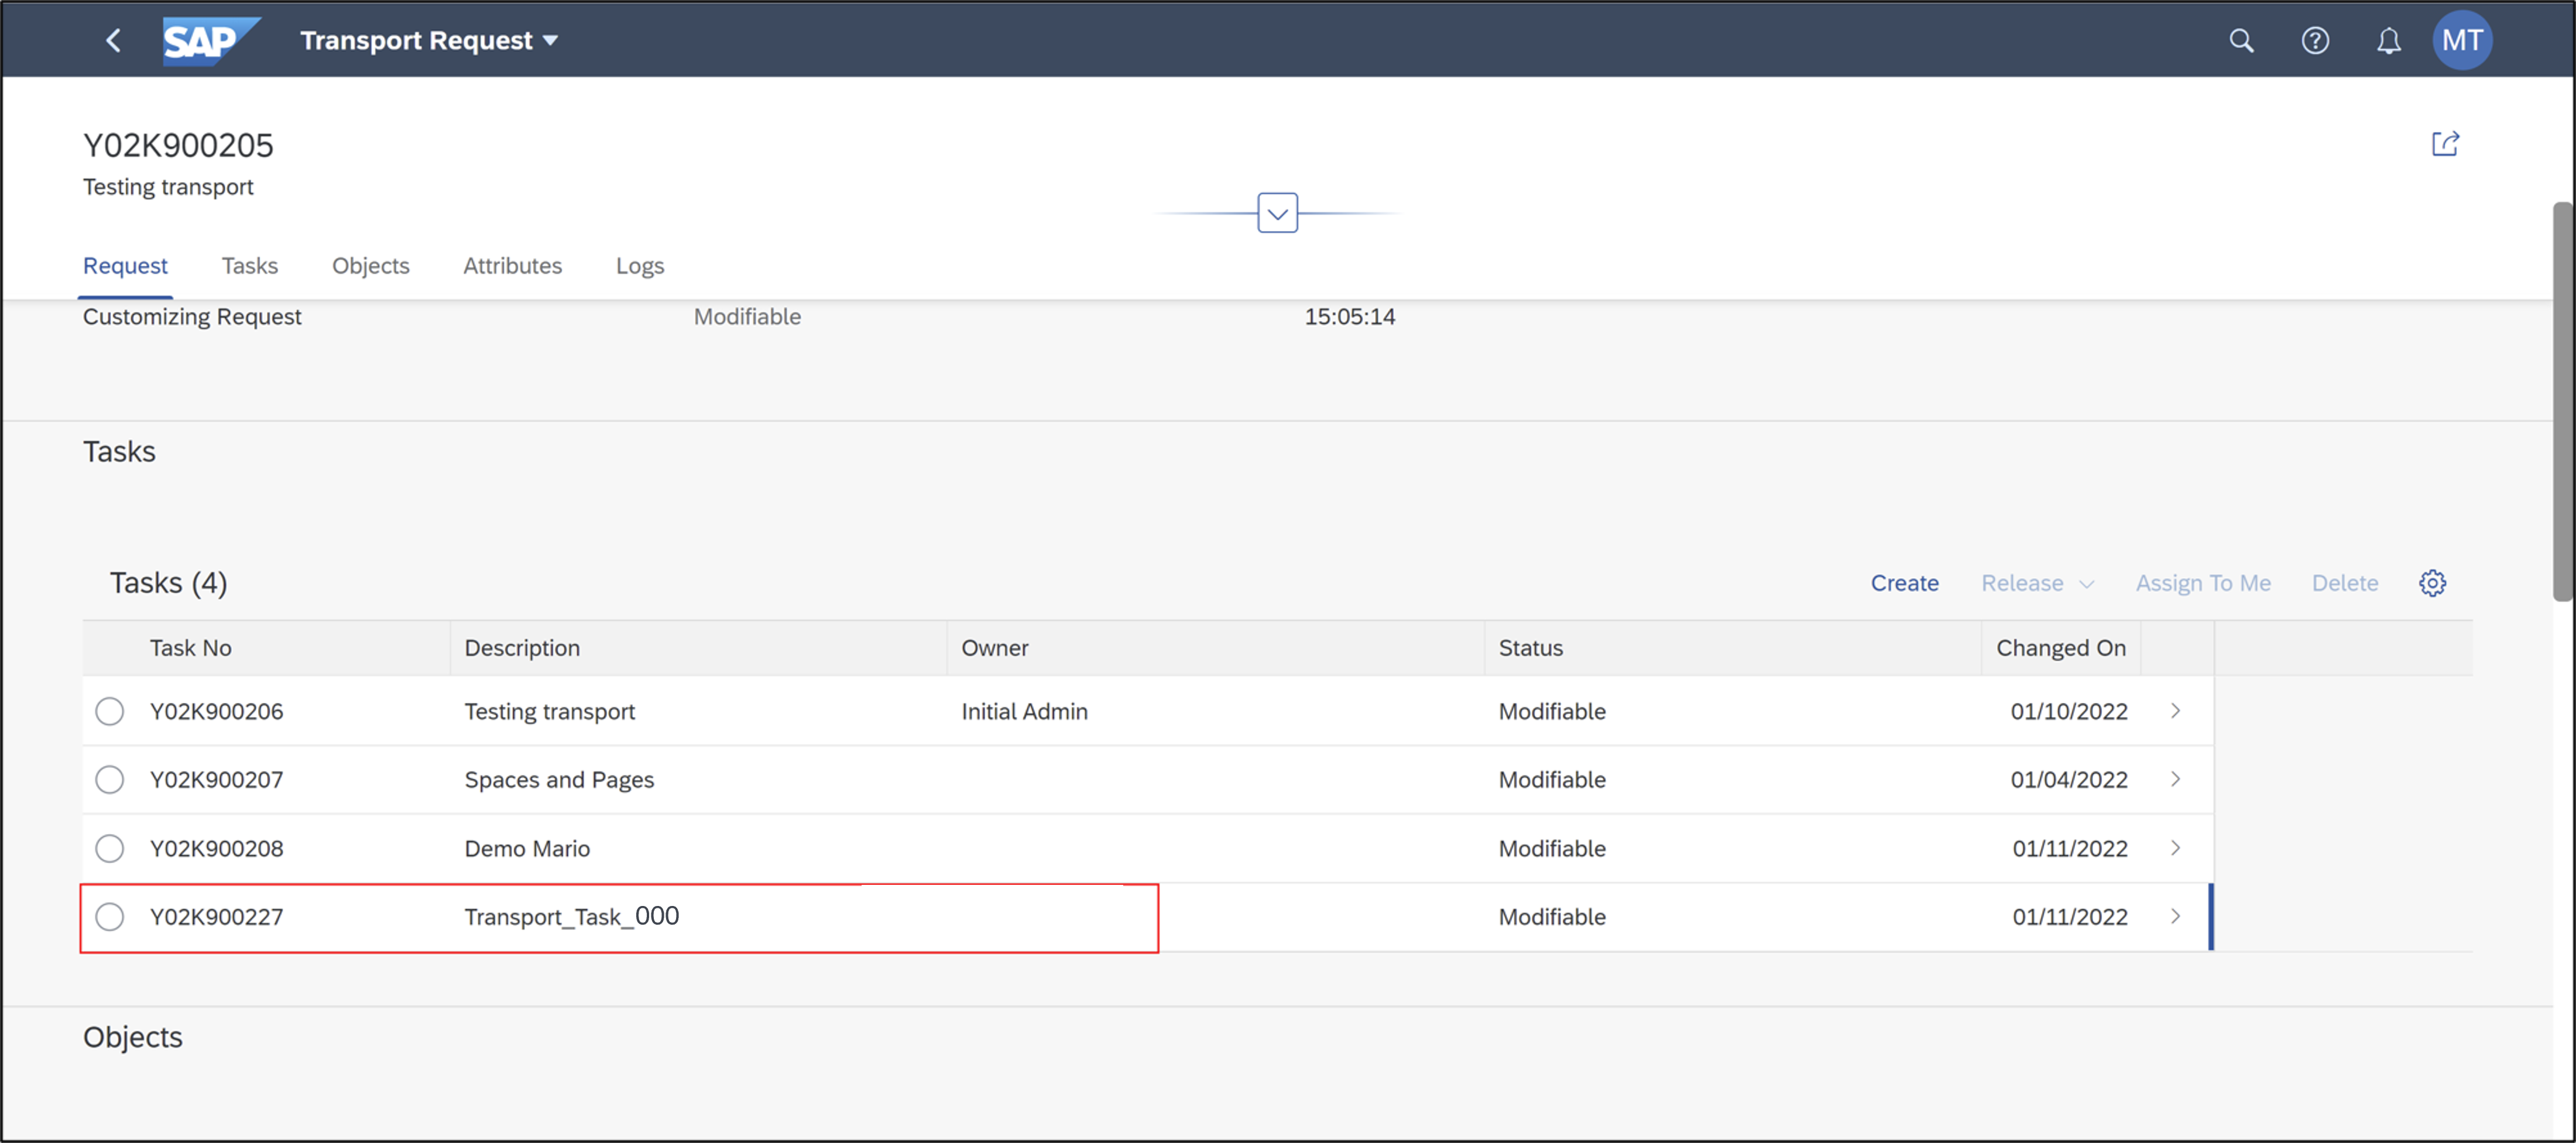 SAP Transport Request MT
Y02K900205
Testing transport
Request Tasks Objects Attributes Logs
Customizing Request Modifiable 15:05:14
Tasks
Tasks (4) Create Release Assign To Me Delete
Task No Description Owner Status Changed On
Y02K900206 Testing transport Initial Admin Modifiable 01/10/2022
Y02K900207 Spaces and Pages Modifiable 01/04/2022
Y02K900208 Demo Mario Modifiable 01/11/2022
Y02K900227 Transport_Task_000 Modifiable 01/11/2022
Objects